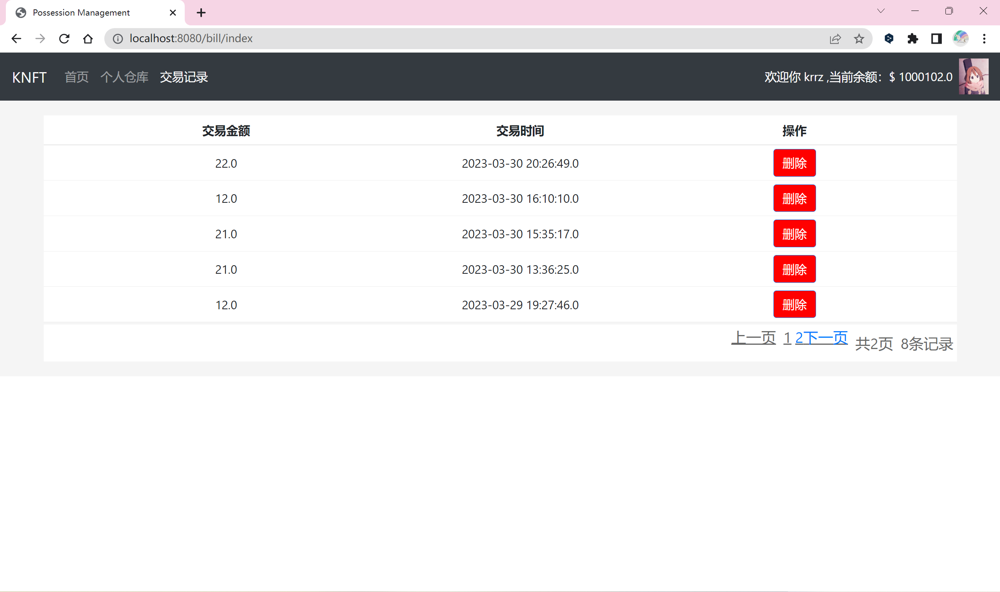 Possession Management
localhost:8080/bill/index
KNFT 首页 个人仓库 交易记录 欢迎你 krrz ,当前余额：$ 1000102.0
交易金额 交易时间 操作
22.0 2023-03-30 20:26:49.0 删除
12.0 2023-03-30 16:10:10.0 删除
21.0 2023-03-30 15:35:17.0 删除
21.0 2023-03-30 13:36:25.0 删除
12.0 2023-03-29 19:27:46.0 删除
上一页 1 2下一页 共2页 8条记录